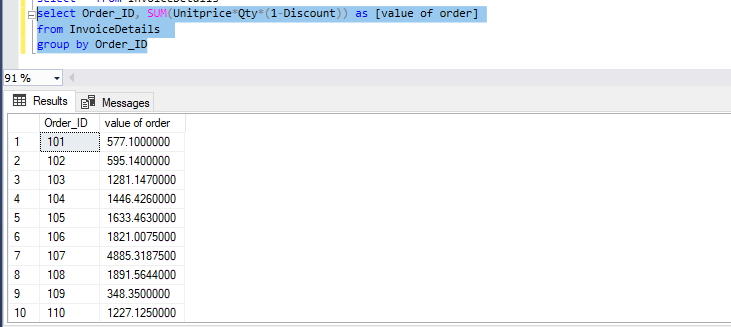 select Order_ID, SUM(Unitprice*Qty*(1-Discount)) as [value of order]
from InvoiceDetails
group by Order_ID
91 %
Results Messages
Order_ID value of order
1 101 577.1000000
2 102 595.1400000
3 103 1281.1470000
4 104 1446.4260000
5 105 1633.4630000
6 106 1821.0075000
7 107 4885.3187500
8 108 1891.5644000
9 109 348.3500000
10 110 1227.1250000